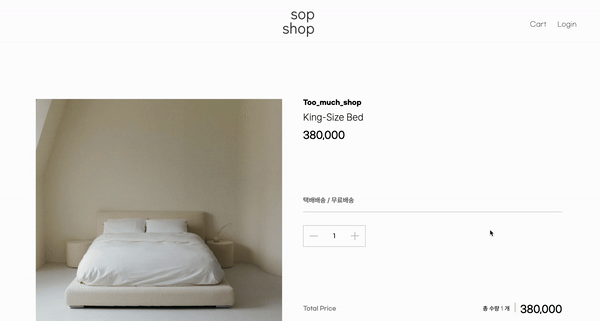 sop
shop
Cart
Login
Too_much_shop
King-Size Bed
380,000
택배배송 / 무료배송
1
Total Price
총 수량 1 개
380,000